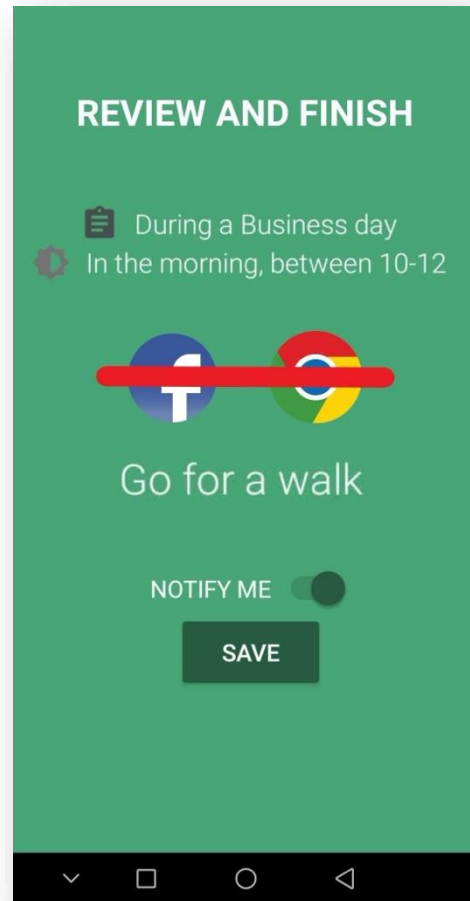 REVIEW AND FINISH
During a Business day
In the morning, between 10-12
Go for a walk
NOTIFY ME
SAVE